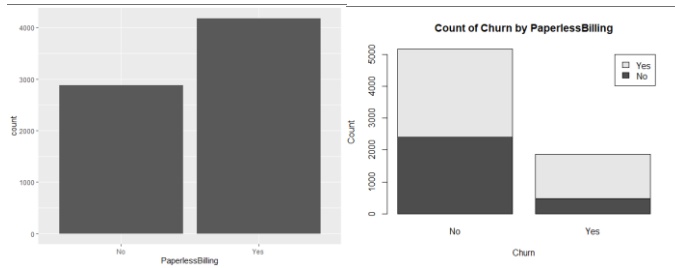 4000
3000
2000
1000
0
count
No Yes
PaperlessBilling
Count of Churn by PaperlessBilling
Yes
No
5000
4000
3000
2000
1000
0
Count
No Yes
Churn